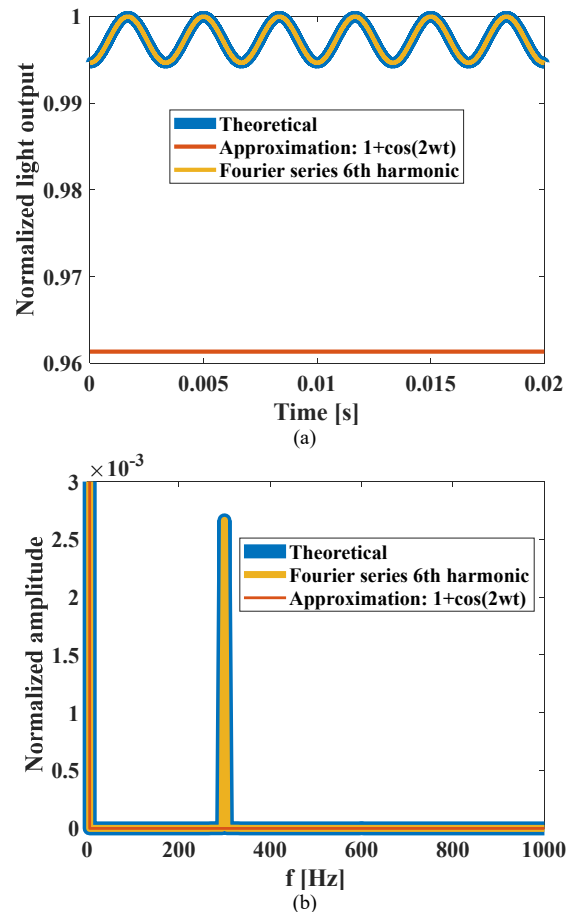 1
0.99
0.98
0.97
0.96
Normalized light output
Theoretical
Approximation: 1+cos(2wt)
Fourier series 6th harmonic
0 0.005 0.01 0.015 0.02
Time [s]
(a)
×10⁻³
3
2.5
2
1.5
1
0.5
0
Normalized amplitude
Theoretical
Fourier series 6th harmonic
Approximation: 1+cos(2wt)
0 200 400 600 800 1000
f [Hz]
(b)